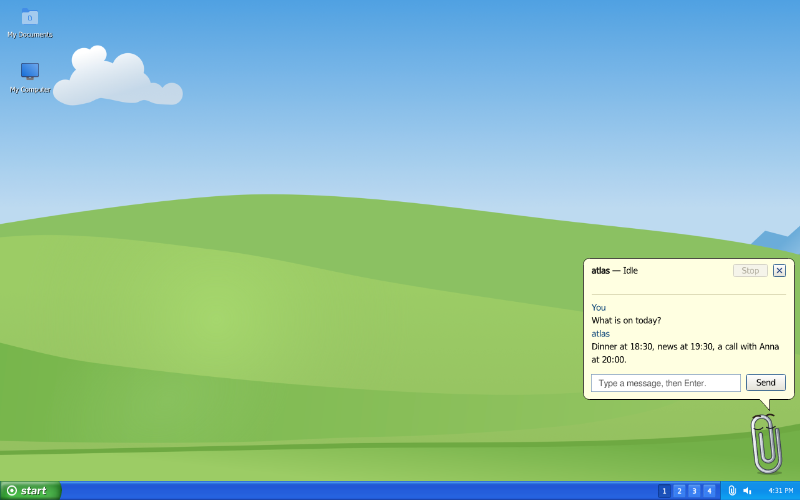 My Documents
My Computer
atlas — Idle
Stop
You
What is on today?
atlas
Dinner at 18:30, news at 19:30, a call with Anna
at 20:00.
Type a message, then Enter.
Send
start
1 2 3 4
4:31 PM